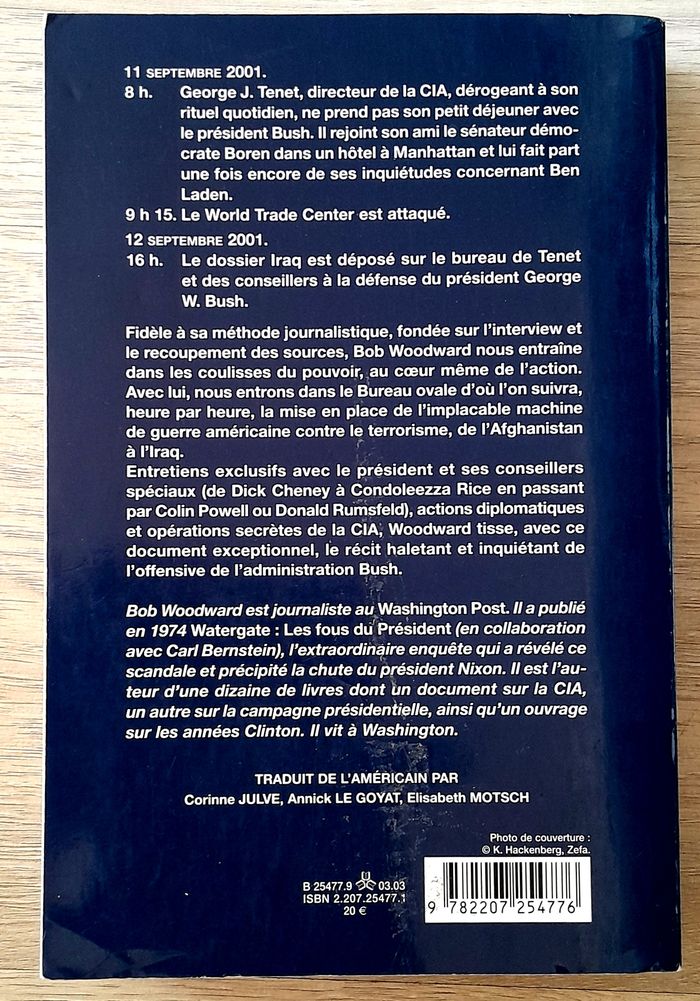 11 SEPTEMBRE 2001.
8 h. George J. Tenet, directeur de la CIA, dérogeant à son
rituel quotidien, ne prend pas son petit déjeuner avec
le président Bush. Il rejoint son ami le sénateur démo-
crate Boren dans un hôtel à Manhattan et lui fait part
une fois encore de ses inquiétudes concernant Ben
Laden.
9 h 15. Le World Trade Center est attaqué.
12 SEPTEMBRE 2001.
16 h. Le dossier Iraq est déposé sur le bureau de Tenet
et des conseillers à la défense du président George
W. Bush.
Fidèle à sa méthode journalistique, fondée sur l'interview et
le recoupement des sources, Bob Woodward nous entraîne
dans les coulisses du pouvoir, au cœur même de l'action.
Avec lui, nous entrons dans le Bureau ovale d'où l'on suivra,
heure par heure, la mise en place de l'implacable machine
de guerre américaine contre le terrorisme, de l'Afghanistan
à l'Iraq.
Entretiens exclusifs avec le président et ses conseillers
spéciaux (de Dick Cheney à Condoleezza Rice en passant
par Colin Powell ou Donald Rumsfeld), actions diplomatiques
et opérations secrètes de la CIA, Woodward tisse, avec ce
document exceptionnel, le récit haletant et inquiétant de
l'offensive de l'administration Bush.
Bob Woodward est journaliste au Washington Post. Il a publié
en 1974 Watergate : Les fous du Président (en collaboration
avec Carl Bernstein), l'extraordinaire enquête qui a révélé ce
scandale et précipité la chute du président Nixon. Il est l'au-
teur d'une dizaine de livres dont un document sur la CIA,
un autre sur la campagne présidentielle, ainsi qu'un ouvrage
sur les années Clinton. Il vit à Washington.
TRADUIT DE L'AMÉRICAIN PAR
Corinne JULVE, Annick LE GOYAT, Elisabeth MOTSCH
Photo de couverture :
© K. Hackenberg, Zefa.
B 25477.9 03.03
ISBN 2.207.25477.1
20 €
9 782207 254776